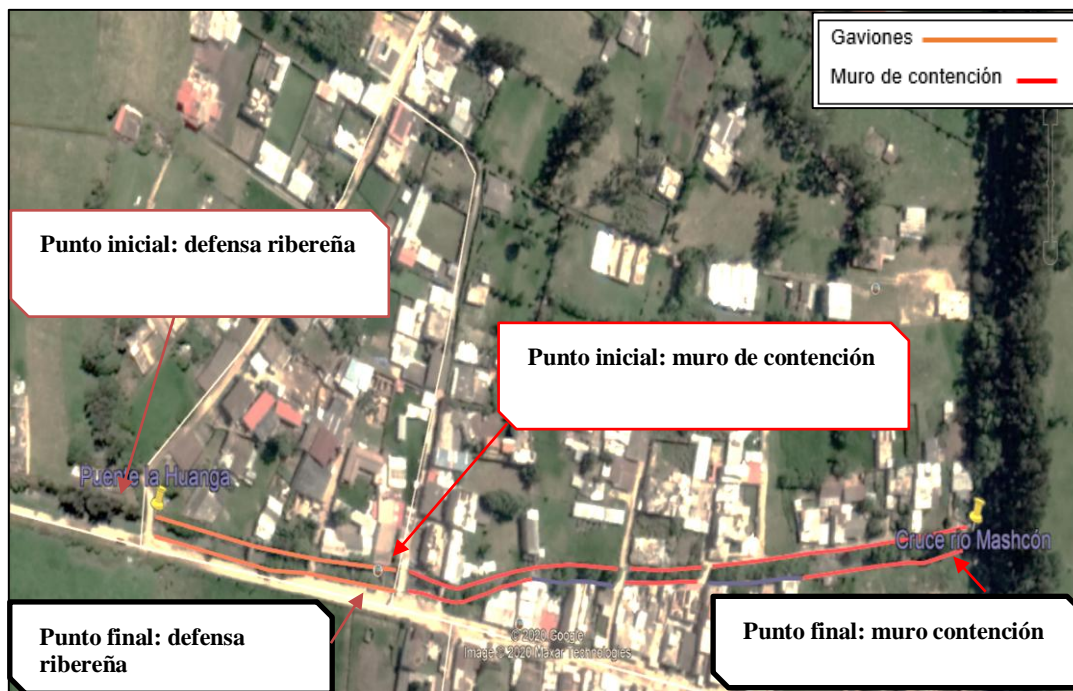 Gaviones
Muro de contención
Punto inicial: defensa ribereña
Punto inicial: muro de contención
Puente la Huanga
Cruce río Mashcón
Punto final: defensa
ribereña
Punto final: muro contención
© 2020 Google
Image © 2020 Maxar Technologies